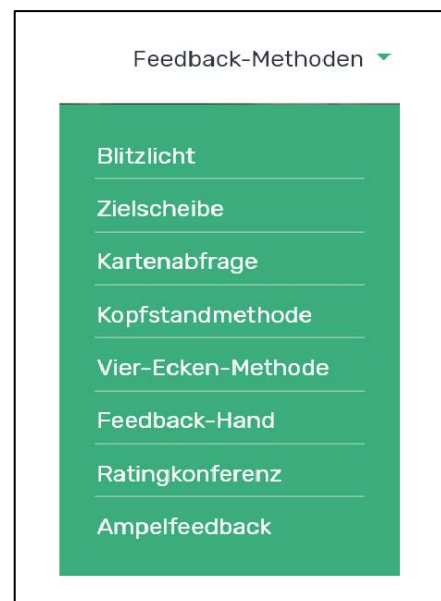 Feedback-Methoden
Blitzlicht
Zielscheibe
Kartenabfrage
Kopfstandmethode
Vier-Ecken-Methode
Feedback-Hand
Ratingkonferenz
Ampelfeedback